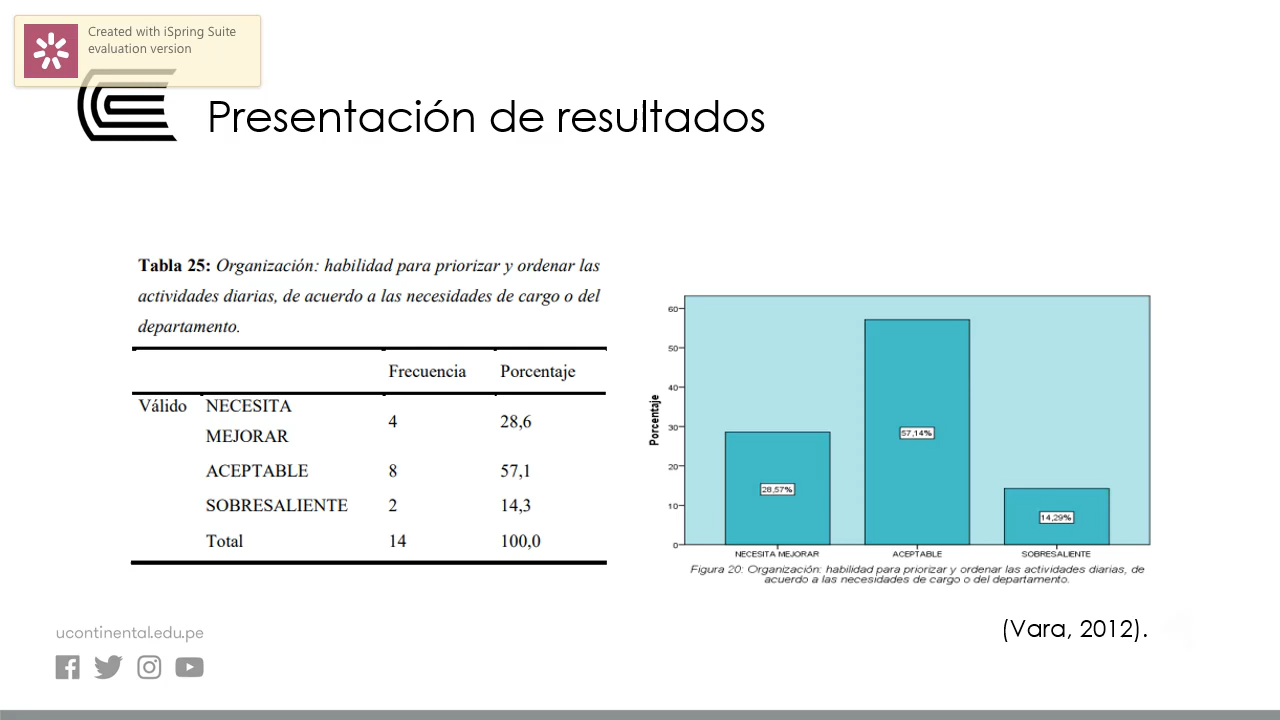 Created with iSpring Suite
evaluation version
Presentación de resultados
Tabla 25: Organización: habilidad para priorizar y ordenar las
actividades diarias, de acuerdo a las necesidades de cargo o del
departamento.
Frecuencia Porcentaje
Válido NECESITA
MEJORAR 4 28,6
ACEPTABLE 8 57,1
SOBRESALIENTE 2 14,3
Total 14 100,0
Porcentaje
60
50
40
30
20
10
0
28,57%
57,14%
14,29%
NECESITA MEJORAR ACEPTABLE SOBRESALIENTE
Figura 20: Organización: habilidad para priorizar y ordenar las actividades diarias, de
acuerdo a las necesidades de cargo o del departamento.
(Vara, 2012).
ucontinental.edu.pe